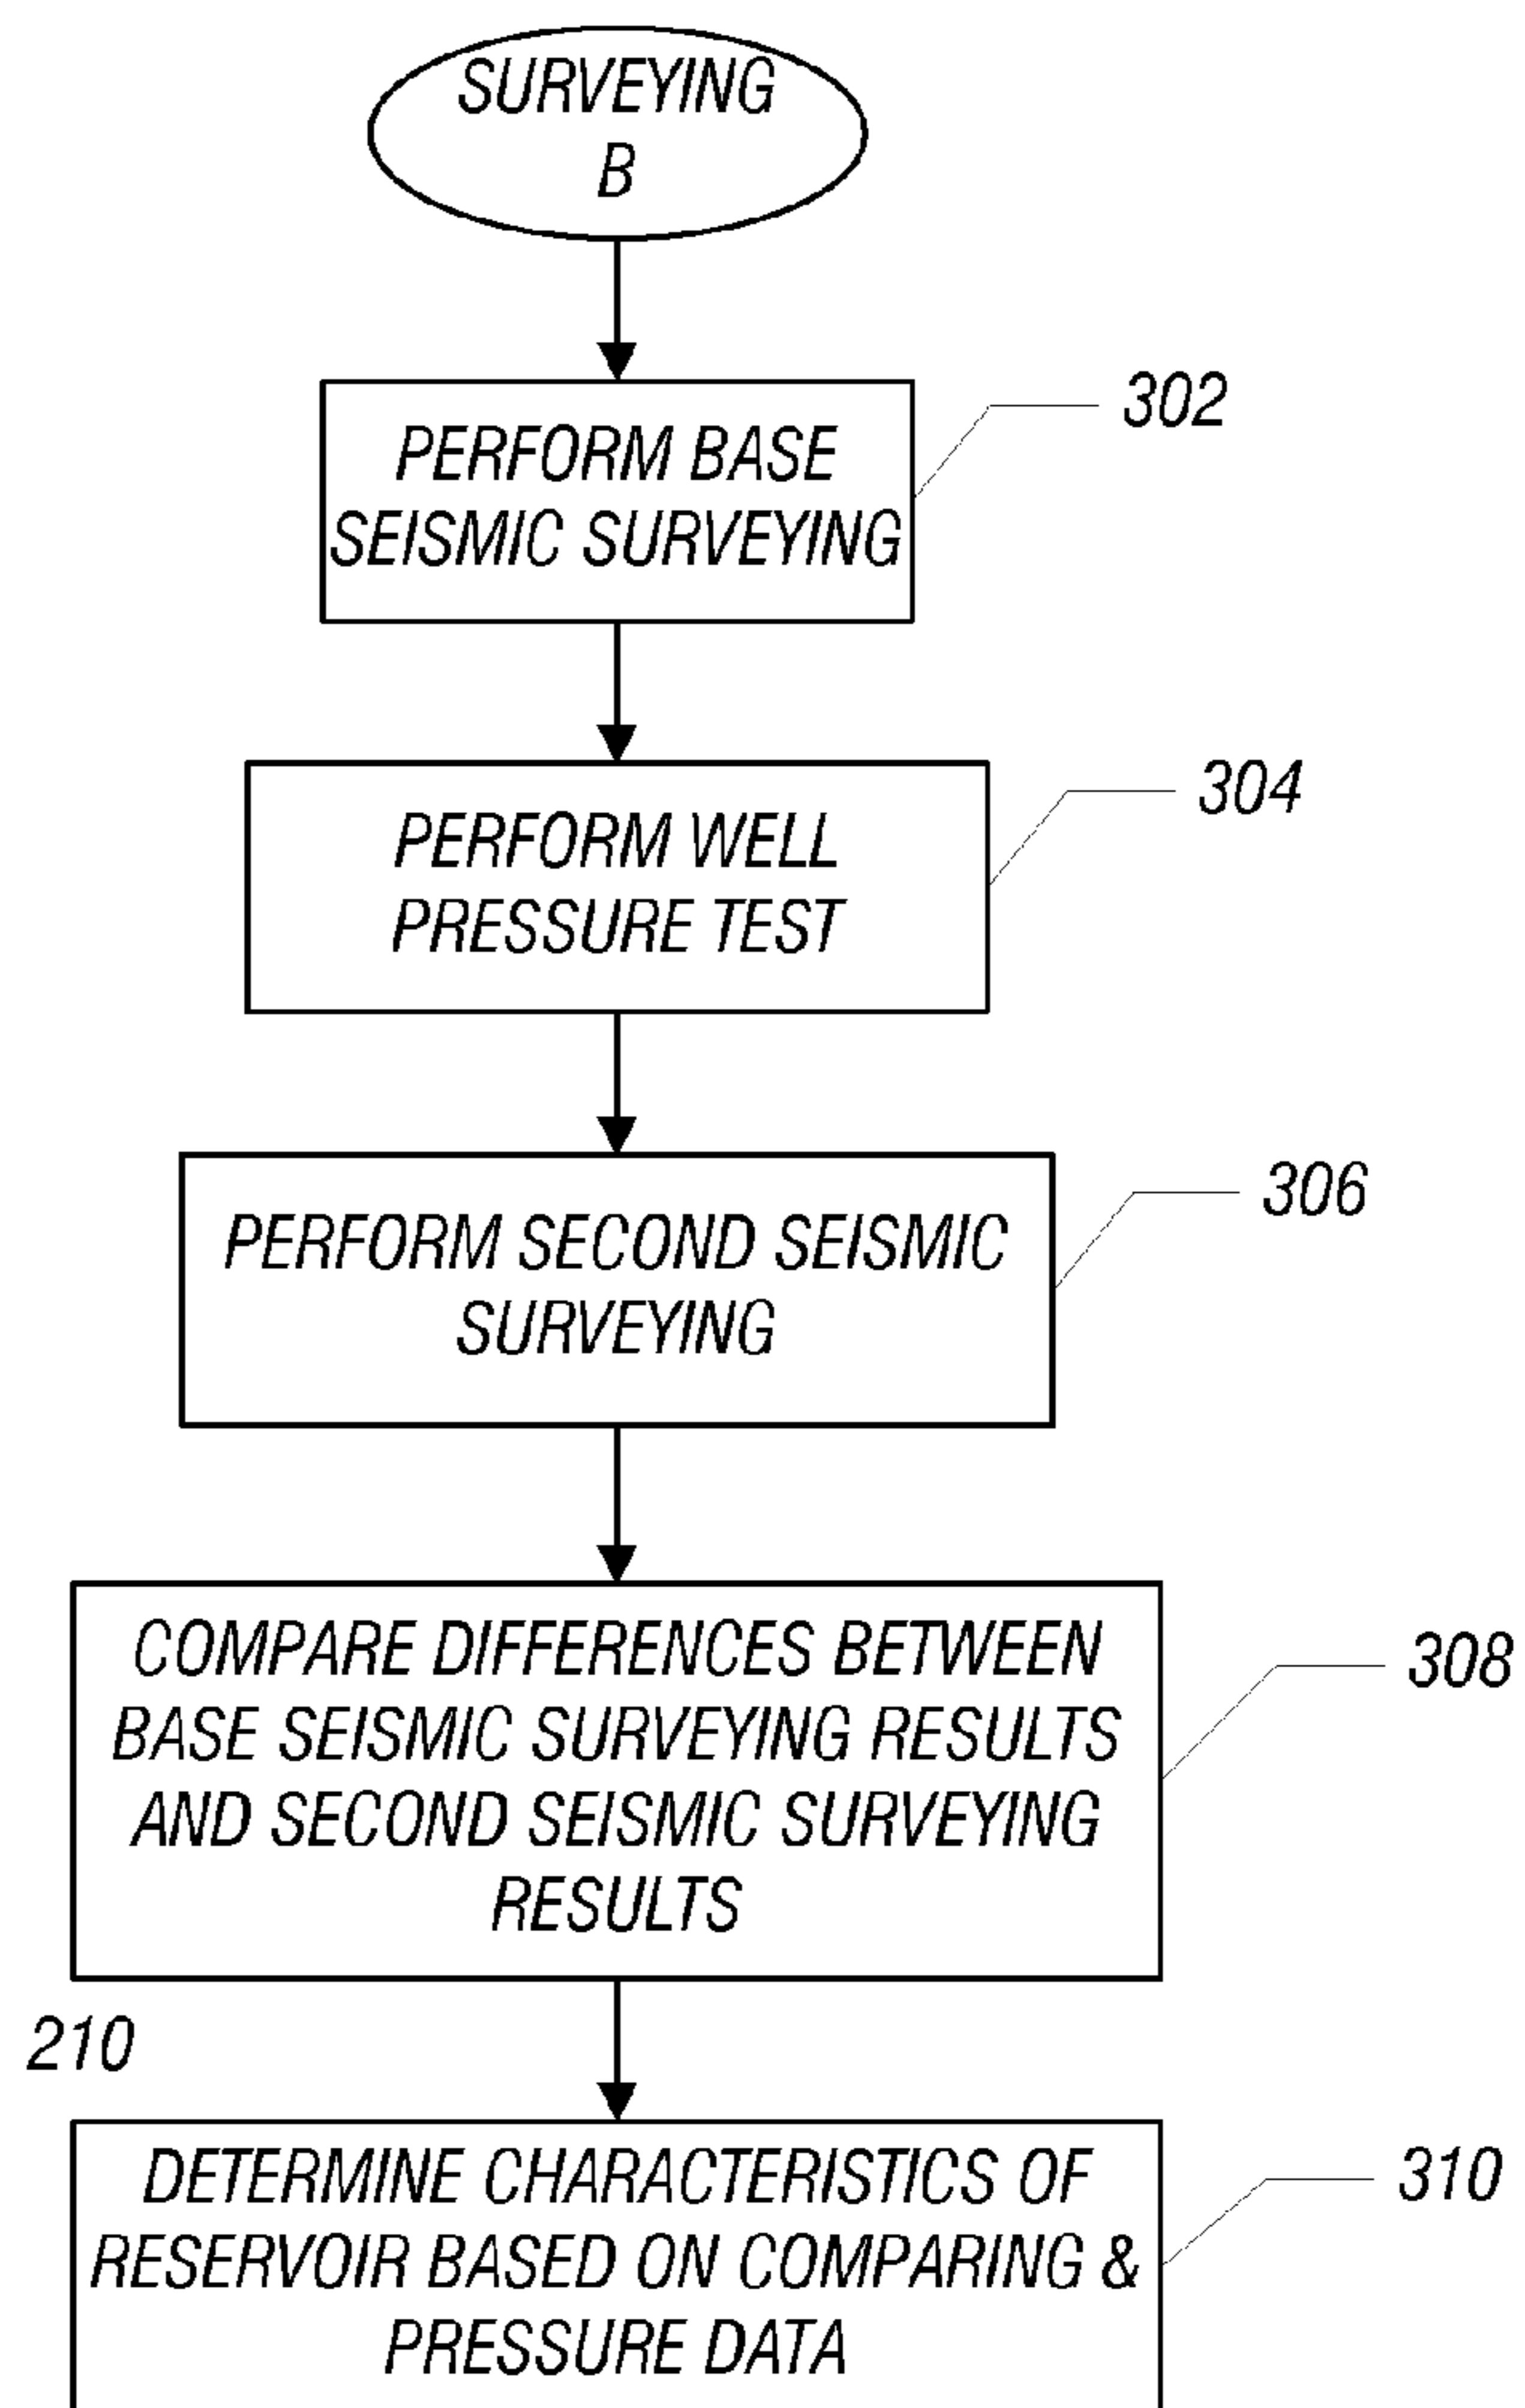 SURVEYING
B
302
PERFORM BASE
SEISMIC SURVEYING
304
PERFORM WELL
PRESSURE TEST
306
PERFORM SECOND SEISMIC
SURVEYING
308
COMPARE DIFFERENCES BETWEEN
BASE SEISMIC SURVEYING RESULTS
AND SECOND SEISMIC SURVEYING
RESULTS
210
310
DETERMINE CHARACTERISTICS OF
RESERVOIR BASED ON COMPARING &
PRESSURE DATA